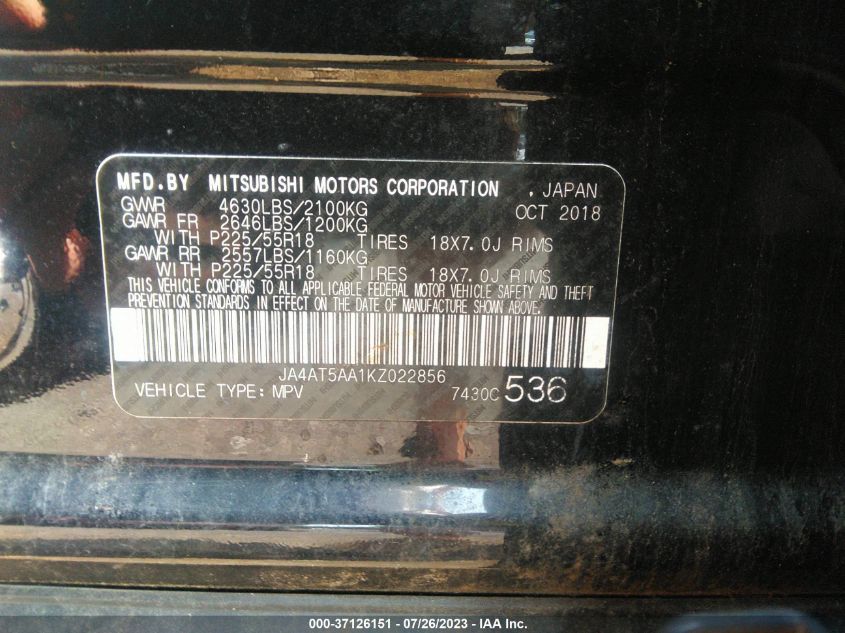 MFD.BY MITSUBISHI MOTORS CORPORATION , JAPAN
GVWR 4630LBS/2100KG OCT 2018
GAWR FR 2646LBS/1200KG
WITH P225/55R18 TIRES 18X7.0J RIMS
GAWR RR 2557LBS/1160KG
WITH P225/55R18 TIRES 18X7.0J RIMS
THIS VEHICLE CONFORMS TO ALL APPLICABLE FEDERAL MOTOR VEHICLE SAFETY AND THEFT
PREVENTION STANDARDS IN EFFECT ON THE DATE OF MANUFACTURE SHOWN ABOVE.
JA4AT5AA1KZ022856
VEHICLE TYPE: MPV 7430C 536
000-37126151 / 07/26/2023 - IAA Inc.